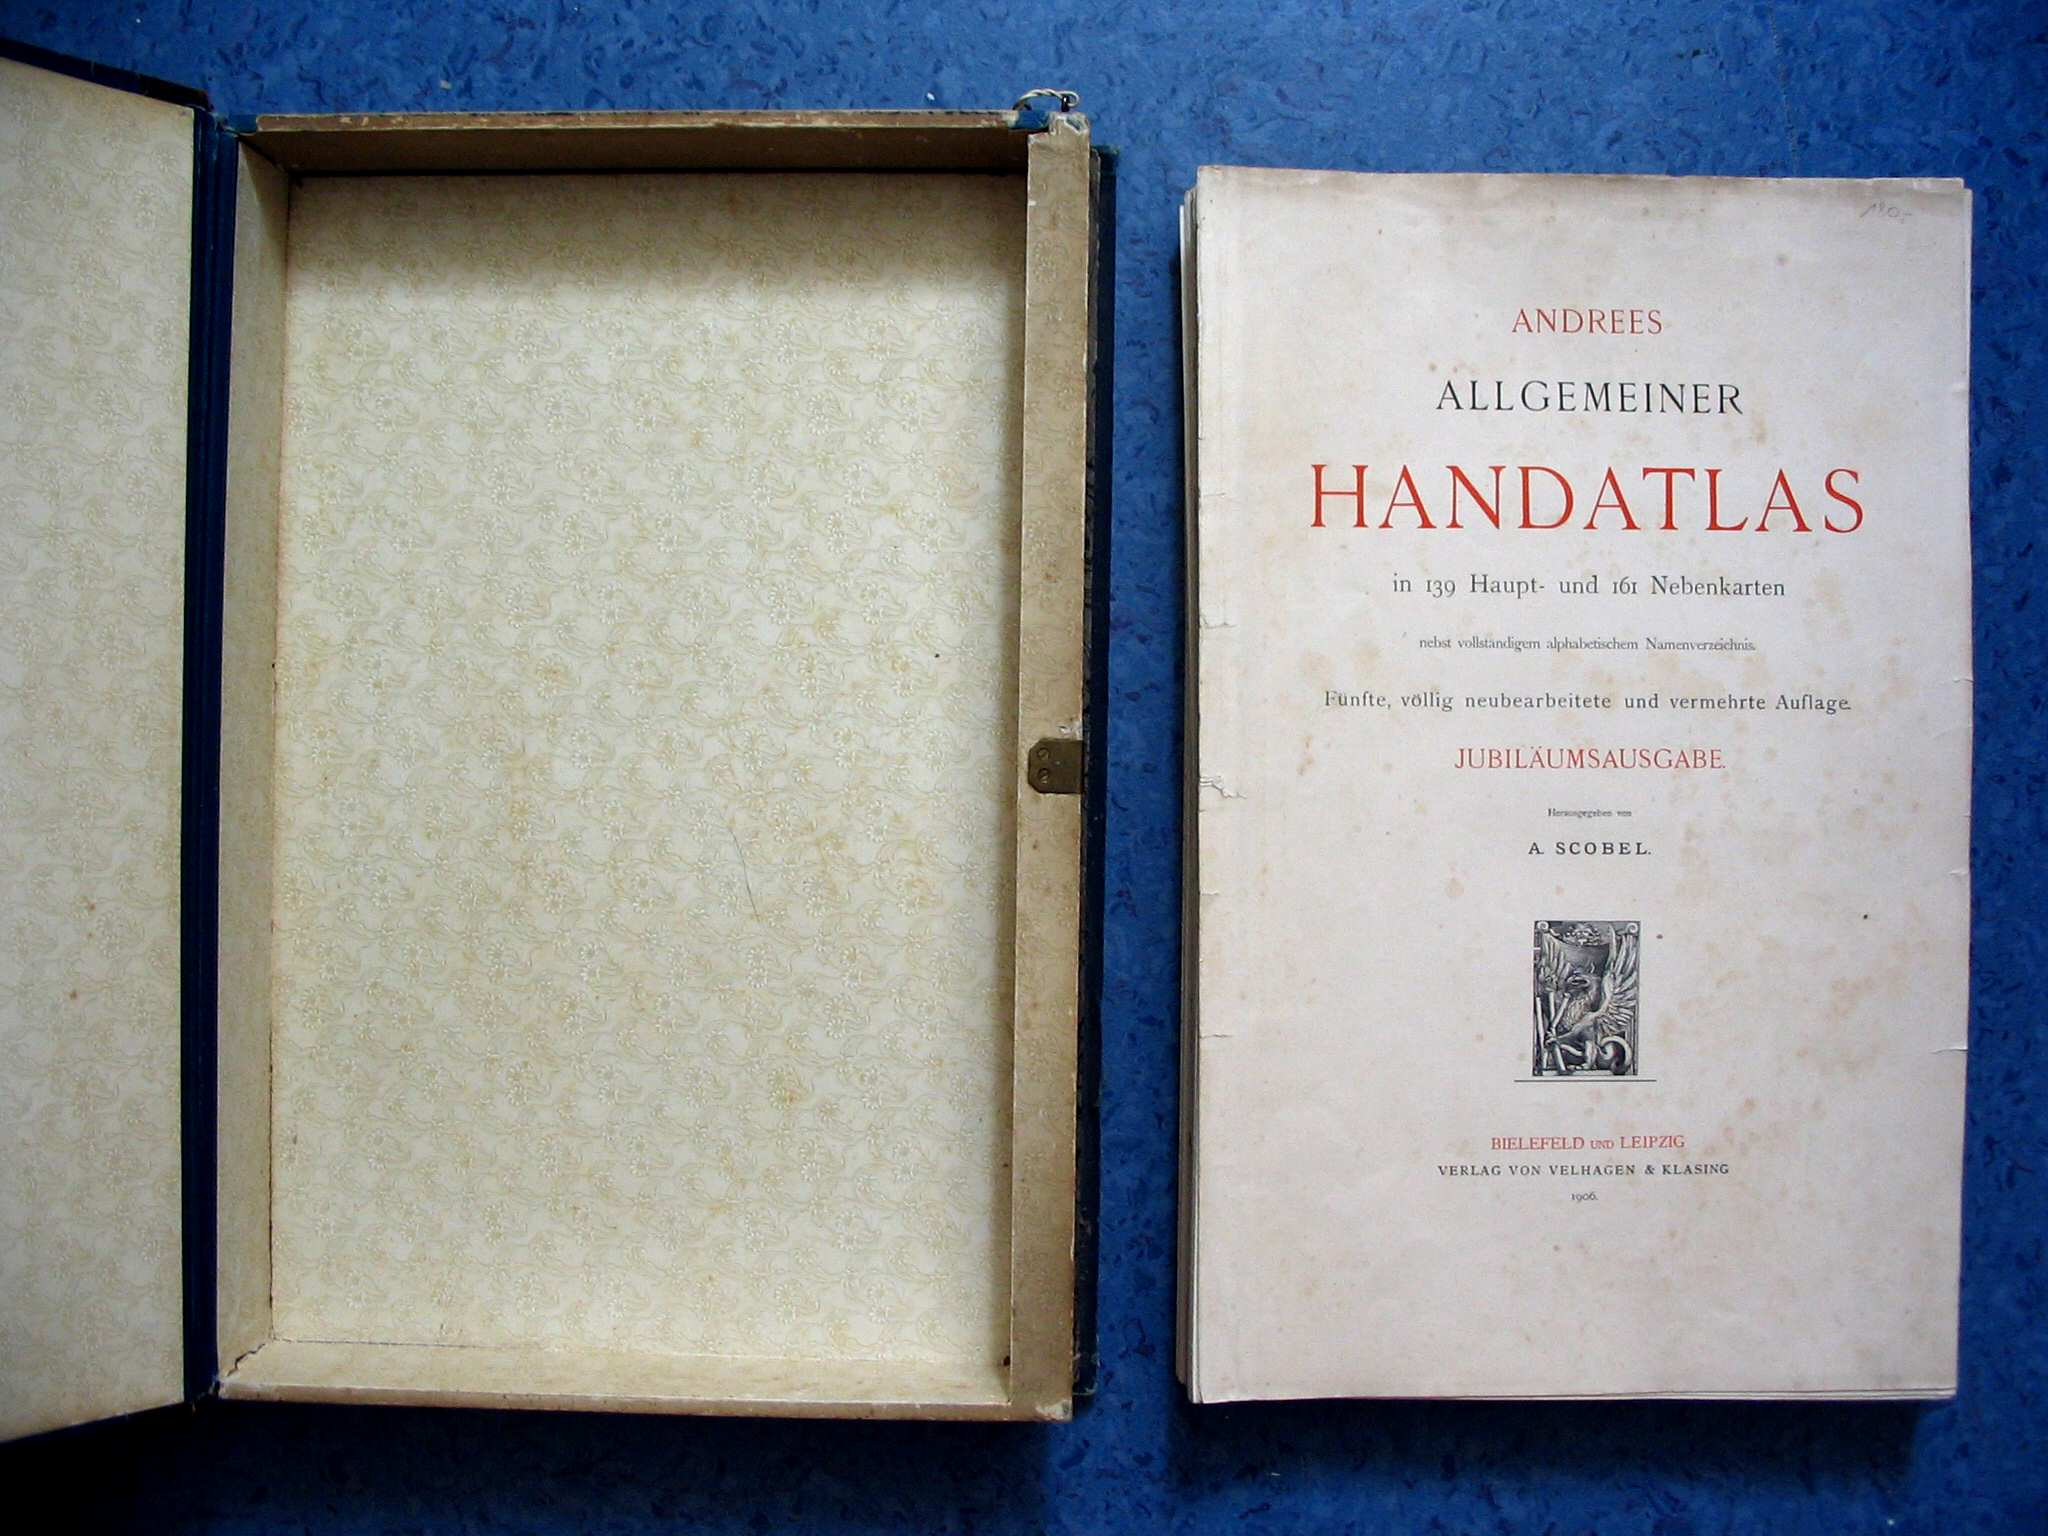 ANDREES
ALLGEMEINER
HANDATLAS
in 139 Haupt- und 161 Nebenkarten
nebst vollständigem alphabetischem Namenverzeichnis.
Fünfte, völlig neubearbeitete und vermehrte Auflage.
JUBILÄUMSAUSGABE.
Herausgegeben von
A. SCOBEL.
BIELEFELD UND LEIPZIG
VERLAG VON VELHAGEN & KLASING
1906.